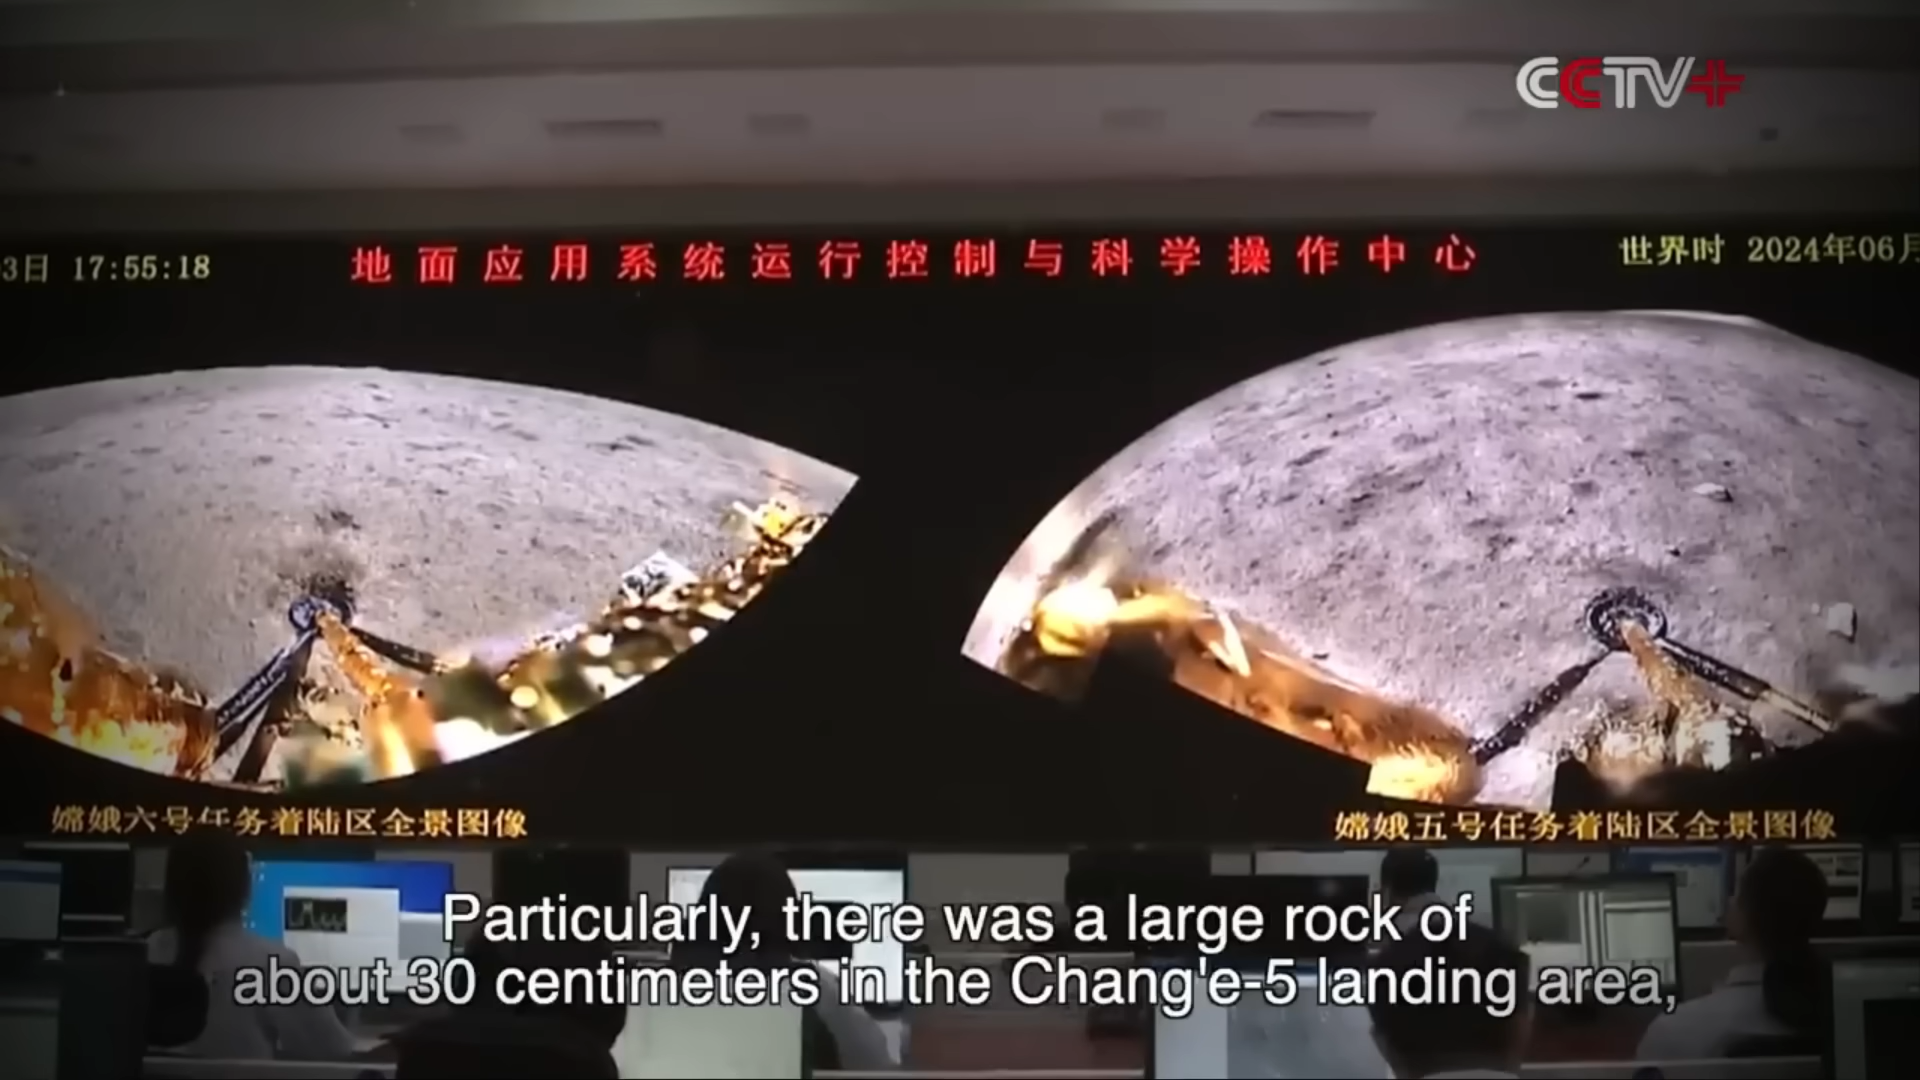 CCTV+
3日 17:55:18
地面应用系统运行控制与科学操作中心
世界时 2024年06月
嫦娥六号任务着陆区全景图像
嫦娥五号任务着陆区全景图像
Particularly, there was a large rock of
about 30 centimeters in the Chang'e-5 landing area,